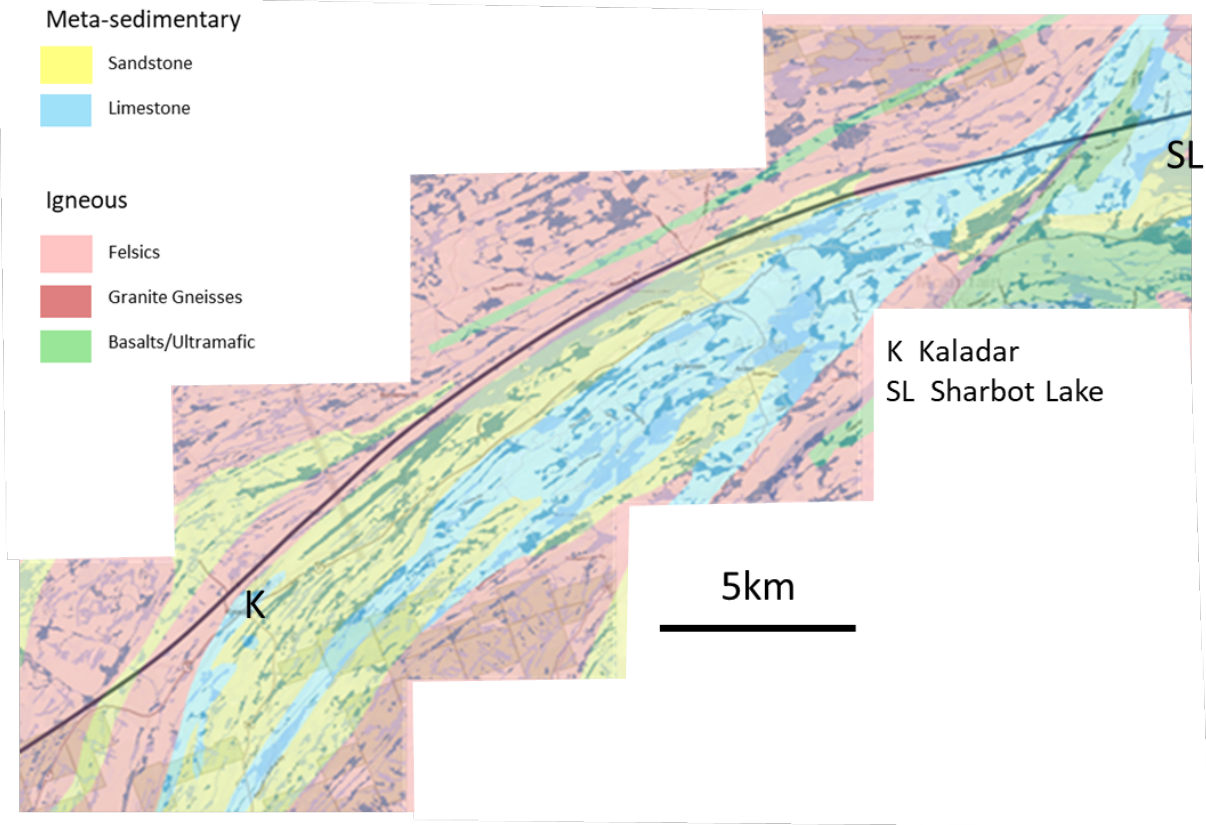 Meta-sedimentary
Sandstone
Limestone
Igneous
Felsics
Granite Gneisses
Basalts/Ultramafic
SL
K Kaladar
SL Sharbot Lake
K
5km